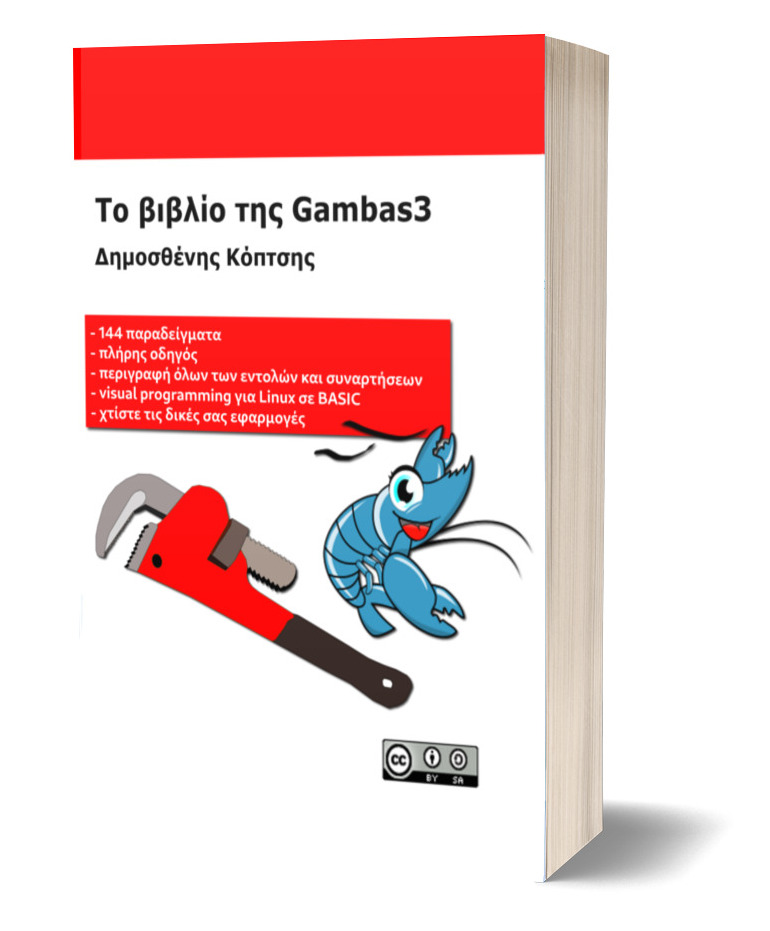 Το βιβλίο της Gambas3
Δημοσθένης Κόπτσης
- 144 παραδείγματα
- πλήρης οδηγός
- περιγραφή όλων των εντολών και συναρτήσεων
- visual programming για Linux σε BASIC
- χτίστε τις δικές σας εφαρμογές
cc
BY SA